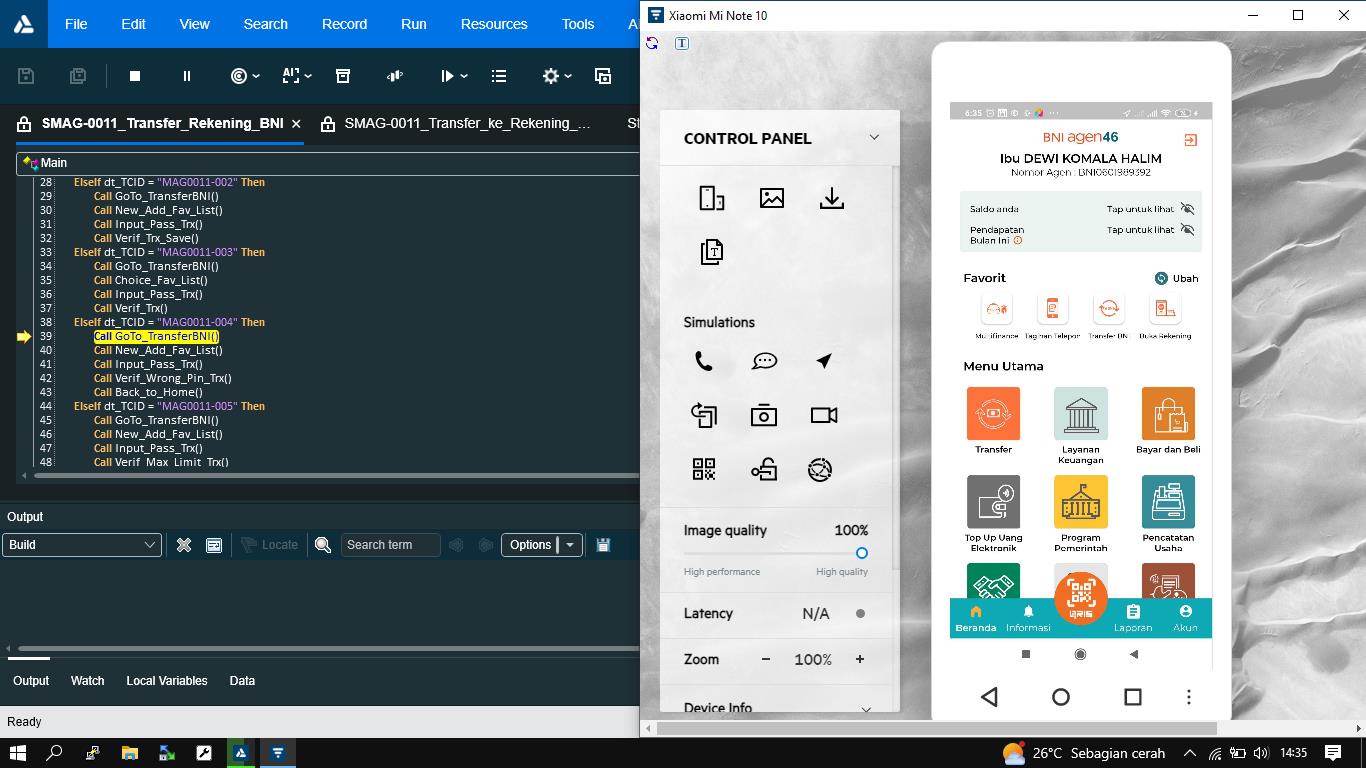 File Edit View Search Record Run Resources Tools
SMAG-0011_Transfer_Rekening_BNI
SMAG-0011_Transfer_ke_Rekening_...
Main
28 ElseIf dt_TCID = "MAG0011-002" Then
29 Call GoTo_TransferBNI()
30 Call New_Add_Fav_List()
31 Call Input_Pass_Trx()
32 Call Verif_Trx_Save()
33 ElseIf dt_TCID = "MAG0011-003" Then
34 Call GoTo_TransferBNI()
35 Call Choice_Fav_List()
36 Call Input_Pass_Trx()
37 Call Verif_Trx()
38 ElseIf dt_TCID = "MAG0011-004" Then
39 Call GoTo_TransferBNI()
40 Call New_Add_Fav_List()
41 Call Input_Pass_Trx()
42 Call Verif_Wrong_Pin_Trx()
43 Call Back_to_Home()
44 ElseIf dt_TCID = "MAG0011-005" Then
45 Call GoTo_TransferBNI()
46 Call New_Add_Fav_List()
47 Call Input_Pass_Trx()
48 Call Verif_Max_Limit_Trx()
Output
Build
Locate
Search term
Options
Output Watch Local Variables Data
Ready
Xiaomi Mi Note 10
T
CONTROL PANEL
Simulations
Image quality 100%
High performance High quality
Latency N/A
Zoom − 100% +
Device Info
6:35
BNI agen46
Ibu DEWI KOMALA HALIM
Nomor Agen : BNI0601989392
Saldo anda Tap untuk lihat
Pendapatan
Bulan Ini
Tap untuk lihat
Favorit Ubah
Multifinance Tagihan Telepon Transfer BNI Buka Rekening
Menu Utama
Transfer
Layanan
Keuangan
Bayar dan Beli
Top Up Uang
Elektronik
Program
Pemerintah
Pencatatan
Usaha
QRIS
Beranda Informasi Laporan Akun
26°C Sebagian cerah 14:35